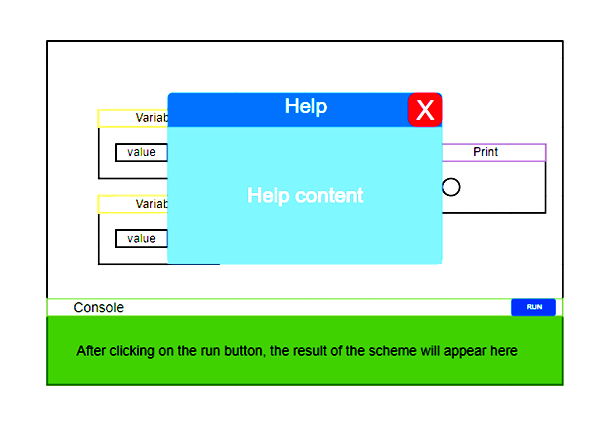 Help
X
Variab
Print
value
Help content
Variab
value
Console
RUN
After clicking on the run button, the result of the scheme will appear here